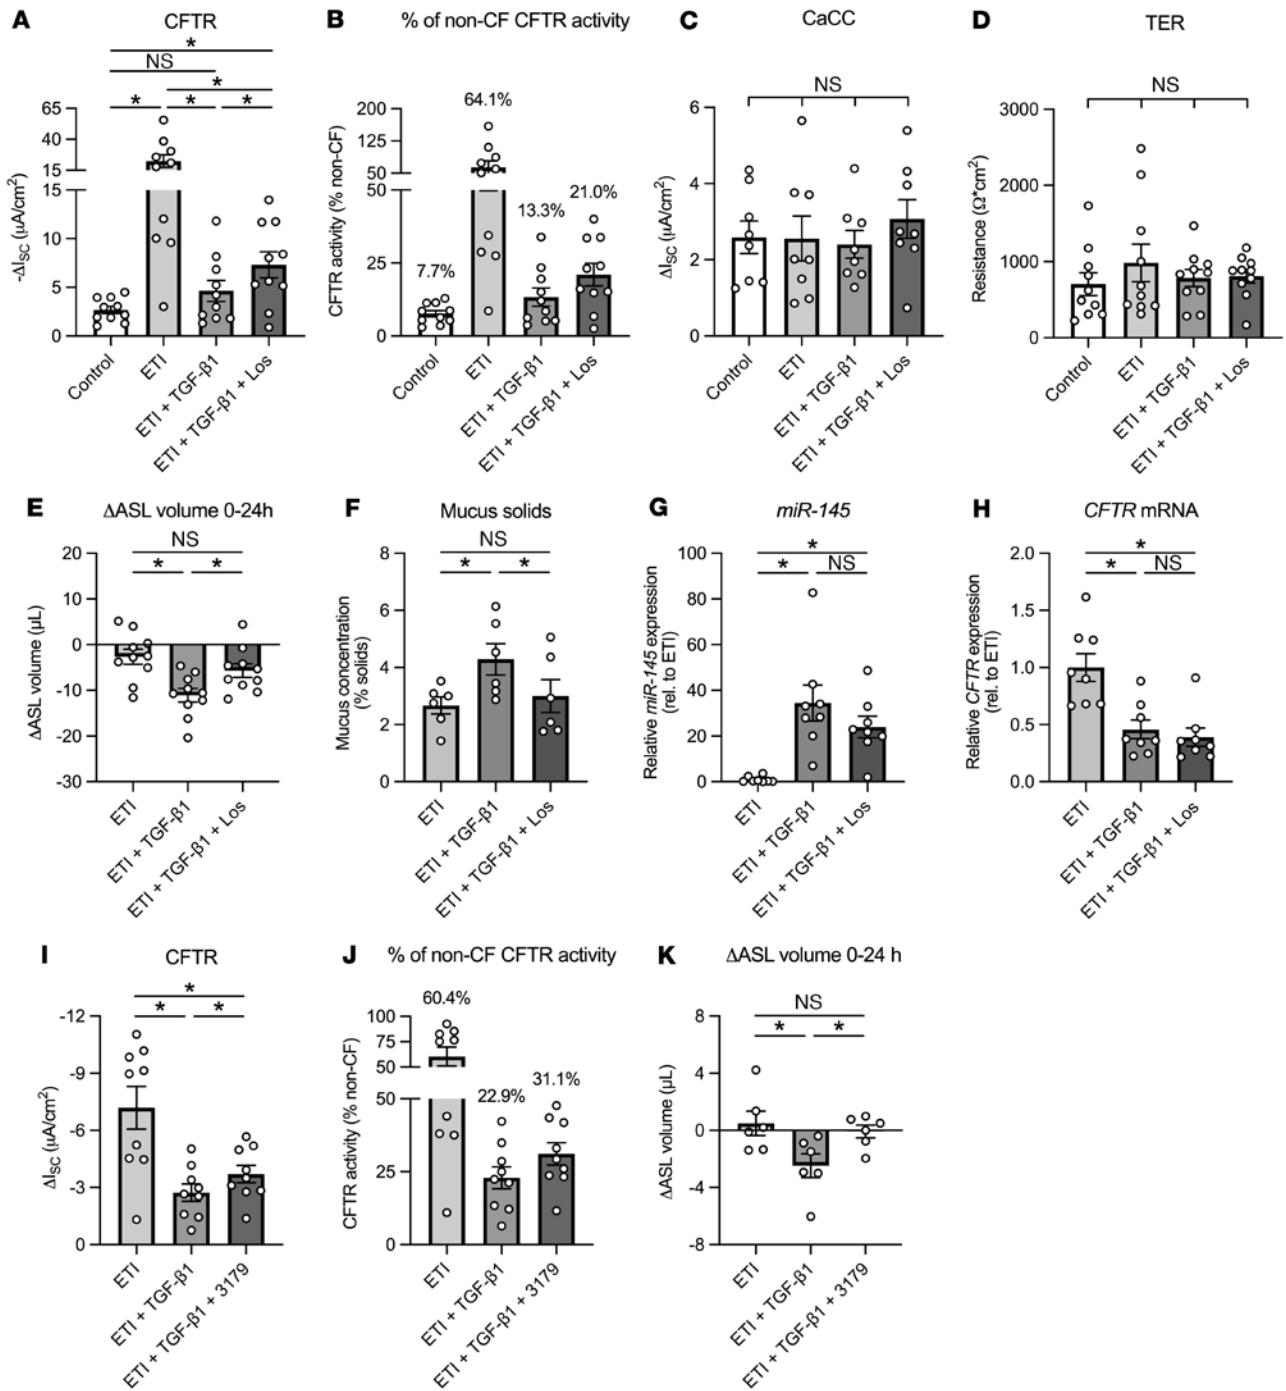 A
CFTR
*
NS
*
* * *
65
40
15
15
10
5
0
-ΔISC (µA/cm2)
Control
ETI
ETI + TGF-β1
ETI + TGF-β1 + Los
B
% of non-CF CFTR activity
64.1%
21.0%
13.3%
7.7%
200
125
50
50
25
0
CFTR activity (% non-CF)
Control
ETI
ETI + TGF-β1
ETI + TGF-β1 + Los
C
CaCC
NS
6
4
2
0
ΔISC (µA/cm2)
Control
ETI
ETI + TGF-β1
ETI + TGF-β1 + Los
D
TER
NS
3000
2000
1000
0
Resistance (Ω*cm2)
Control
ETI
ETI + TGF-β1
ETI + TGF-β1 + Los
E
ΔASL volume 0-24h
NS
* *
20
10
0
-10
-20
-30
ΔASL volume (µL)
ETI
ETI + TGF-β1
ETI + TGF-β1 + Los
F
Mucus solids
NS
* *
8
6
4
2
0
Mucus concentration
(% solids)
ETI
ETI + TGF-β1
ETI + TGF-β1 + Los
G
miR-145
*
* NS
100
80
60
40
20
0
Relative miR-145 expression
(rel. to ETI)
ETI
ETI + TGF-β1
ETI + TGF-β1 + Los
H
CFTR mRNA
*
* NS
2.0
1.5
1.0
0.5
0.0
Relative CFTR expression
(rel. to ETI)
ETI
ETI + TGF-β1
ETI + TGF-β1 + Los
I
CFTR
*
* *
-12
-9
-6
-3
0
ΔISC (µA/cm2)
ETI
ETI + TGF-β1
ETI + TGF-β1 + 3179
J
% of non-CF CFTR activity
60.4%
31.1%
22.9%
100
75
50
50
25
0
CFTR activity (% non-CF)
ETI
ETI + TGF-β1
ETI + TGF-β1 + 3179
K
ΔASL volume 0-24 h
NS
* *
8
4
0
-4
-8
ΔASL volume (µL)
ETI
ETI + TGF-β1
ETI + TGF-β1 + 3179